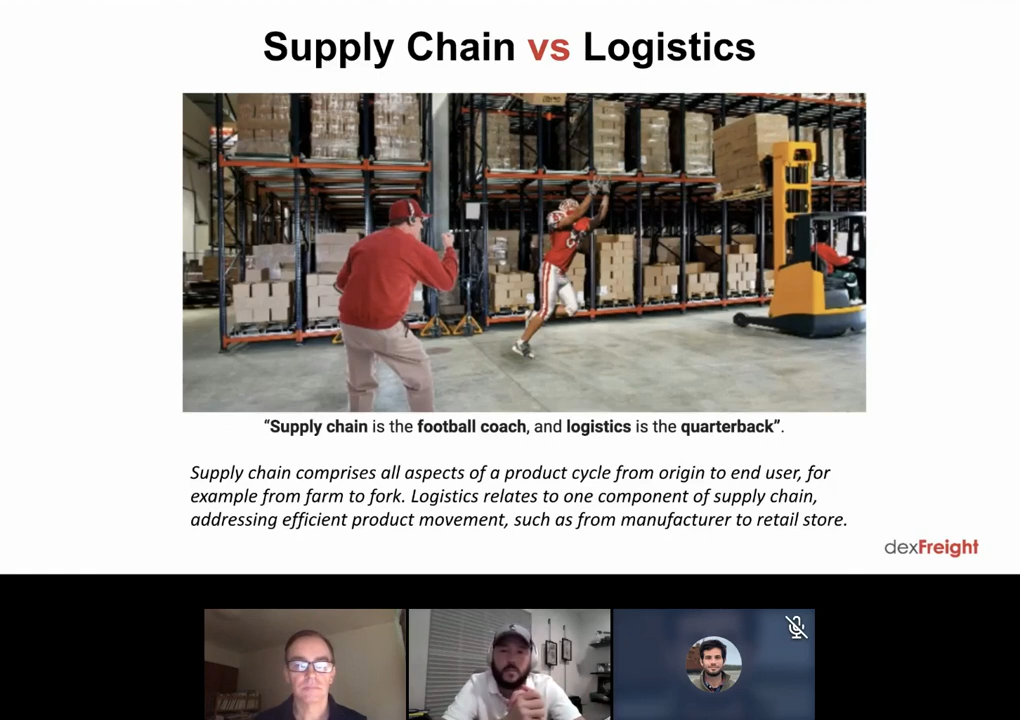 Supply Chain vs Logistics
“Supply chain is the football coach, and logistics is the quarterback”.
Supply chain comprises all aspects of a product cycle from origin to end user, for
example from farm to fork. Logistics relates to one component of supply chain,
addressing efficient product movement, such as from manufacturer to retail store.
dexFreight